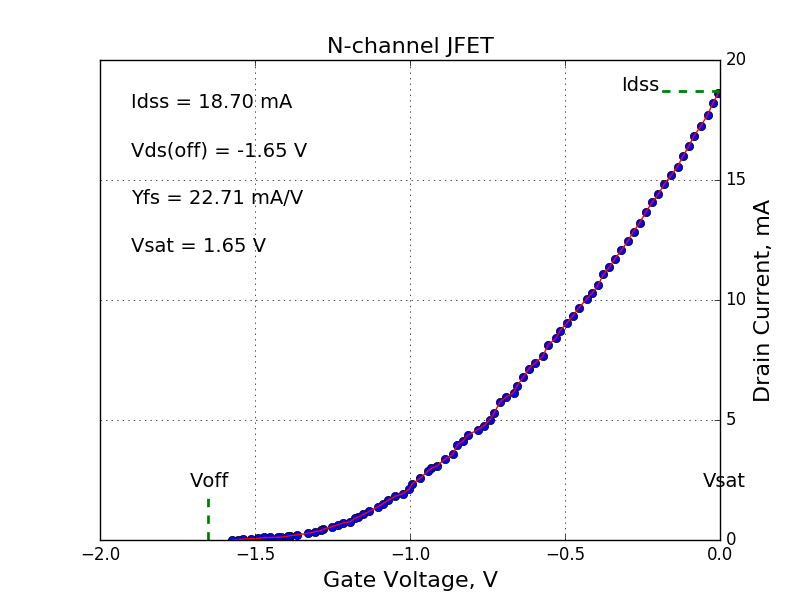 N-channel JFET
Idss = 18.70 mA
Vds(off) = -1.65 V
Yfs = 22.71 mA/V
Vsat = 1.65 V
Idss
Voff
Vsat
20
15
10
5
0
Drain Current, mA
−2.0
−1.5
−1.0
−0.5
0.0
Gate Voltage, V